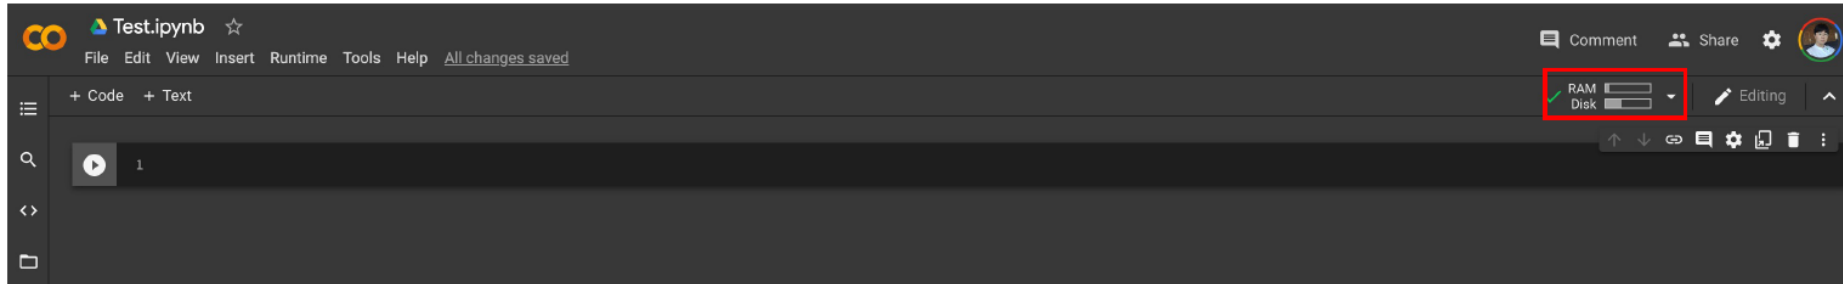 Test.ipynb
File Edit View Insert Runtime Tools Help All changes saved
Comment Share
+ Code + Text
RAM
Disk
Editing
1